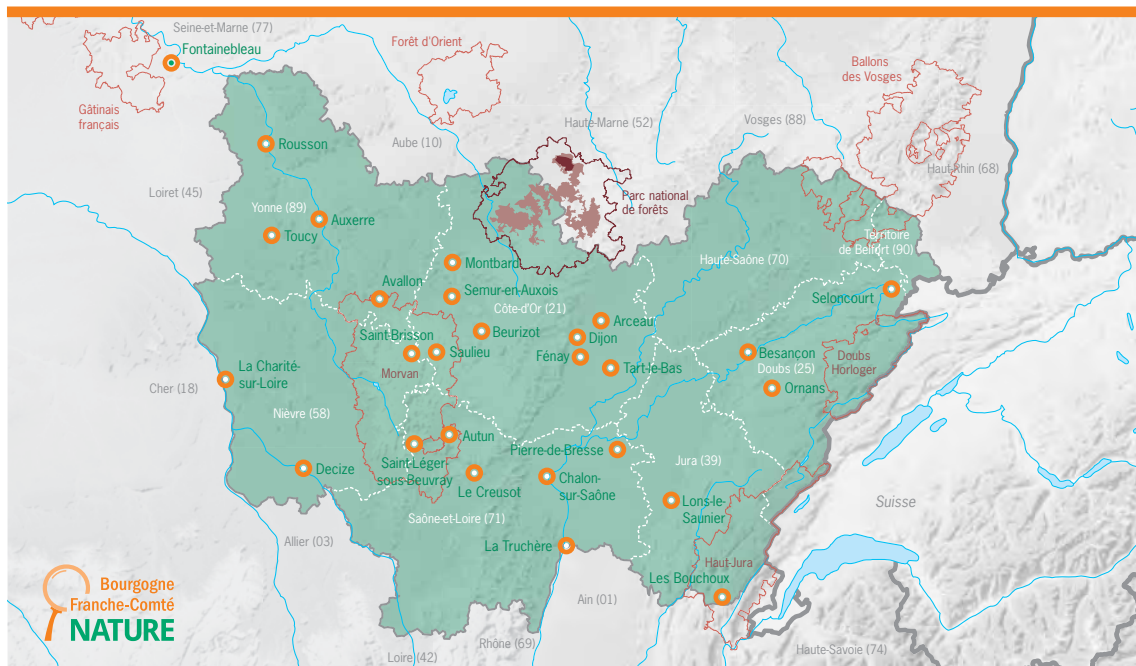 Seine-et-Marne (77)
Fontainebleau
Forêt d'Orient
Ballons
des Vosges
Gâtinais
français
Haute-Marne (52)
Vosges (88)
Aube (10)
Rousson
Haut-Rhin (68)
Loiret (45)
Parc national
de forêts
Yonne (89)
Auxerre
Toucy
Territoire
de Belfort (90)
Montbard
Haute-Saône (70)
Avallon
Semur-en-Auxois
Seloncourt
Côte-d'Or (21)
Arceau
Saint-Brisson
Beurizot
Dijon
Saulieu
Fénay
Besançon
La Charité-
sur-Loire
Morvan
Tart-le-Bas
Doubs (25)
Doubs
Horloger
Cher (18)
Ornans
Nièvre (58)
Autun
Pierre-de-Bresse
Saint-Léger-
sous-Beuvray
Jura (39)
Decize
Le Creusot
Chalon-
sur-Saône
Lons-le-
Saunier
Suisse
Saône-et-Loire (71)
Allier (03)
La Truchère
Haut-Jura
Les Bouchoux
Bourgogne
Franche-Comté
NATURE
Ain (01)
Rhône (69)
Loire (42)
Haute-Savoie (74)